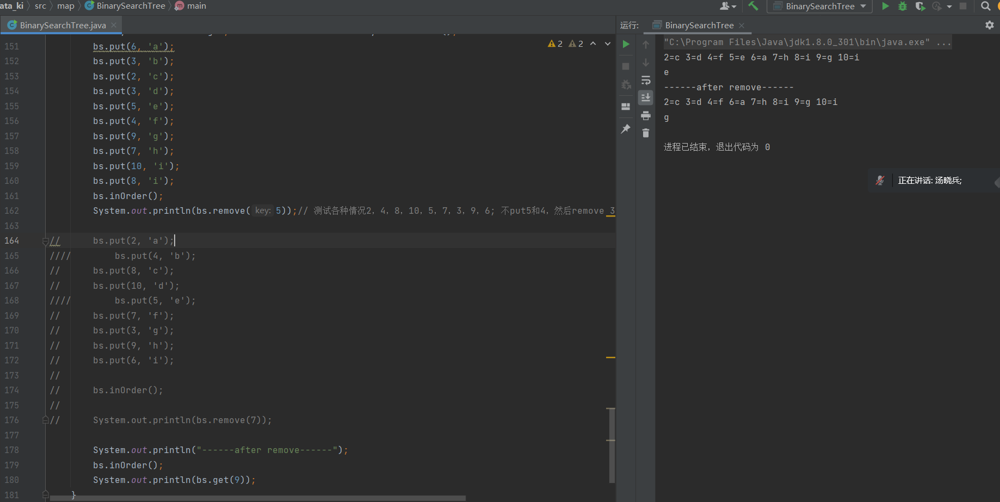 ata_ki 〉 src 〉 map 〉 BinarySearchTree 〉 main
BinarySearchTree
BinarySearchTree.java
运行: BinarySearchTree
2 2
151 bs.put(6, 'a');
152 bs.put(3, 'b');
153 bs.put(2, 'c');
154 bs.put(3, 'd');
155 bs.put(5, 'e');
156 bs.put(4, 'f');
157 bs.put(9, 'g');
158 bs.put(7, 'h');
159 bs.put(10, 'i');
160 bs.put(8, 'i');
161 bs.inOrder();
162 System.out.println(bs.remove( key: 5));// 测试各种情况2，4，8，10，5，7，3，9，6; 不put5和4，然后remove 3
163
164 // bs.put(2, 'a');
165 //// bs.put(4, 'b');
166 // bs.put(8, 'c');
167 // bs.put(10, 'd');
168 //// bs.put(5, 'e');
169 // bs.put(7, 'f');
170 // bs.put(3, 'g');
171 // bs.put(9, 'h');
172 // bs.put(6, 'i');
173 //
174 // bs.inOrder();
175 //
176 // System.out.println(bs.remove(7));
177
178 System.out.println("------after remove------");
179 bs.inOrder();
180 System.out.println(bs.get(9));
181 }
"C:\Program Files\Java\jdk1.8.0_301\bin\java.exe" ...
2=c 3=d 4=f 5=e 6=a 7=h 8=i 9=g 10=i
e
------after remove------
2=c 3=d 4=f 6=a 7=h 8=i 9=g 10=i
g
进程已结束，退出代码为 0
正在讲话: 汤晓兵;